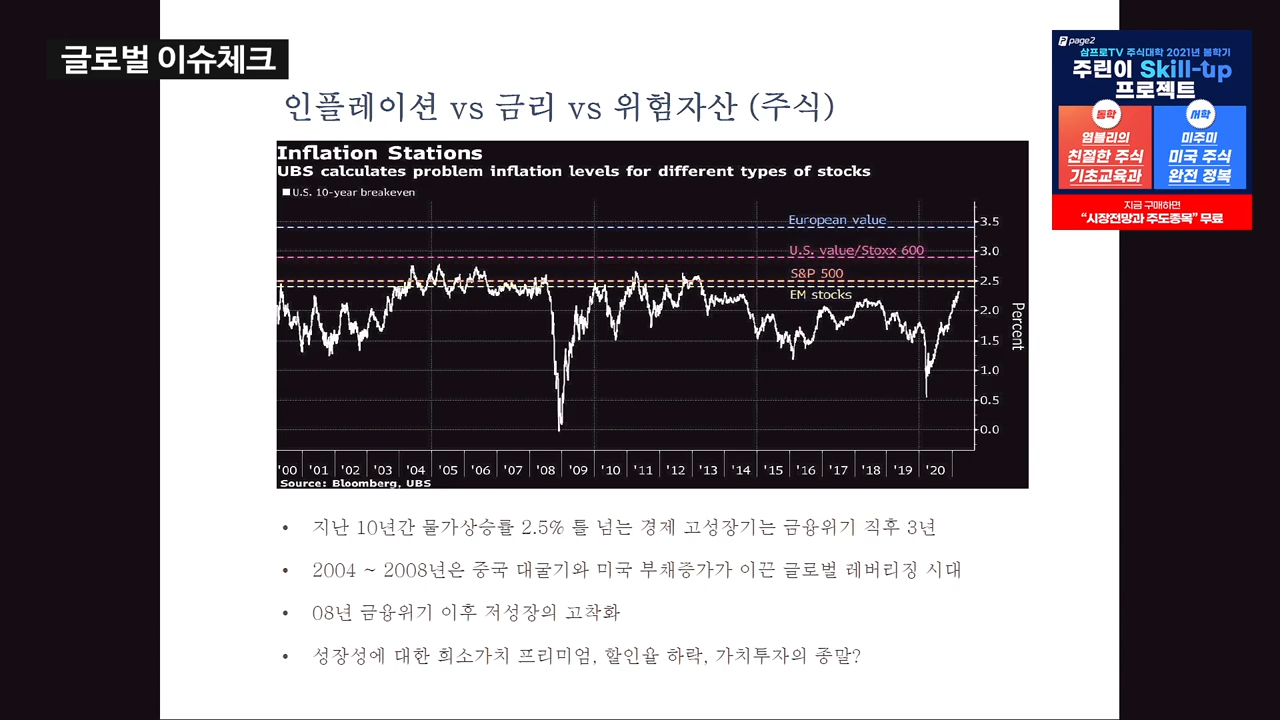 글로벌 이슈체크
page2
삼프로TV 주식대학 2021년 봄학기
주린이 Skill-up
프로젝트
동학
염블리의
친절한 주식
기초교육과
서학
미주미
미국 주식
완전 정복
지금 구매하면
“시장전망과 주도종목” 무료
인플레이션 vs 금리 vs 위험자산 (주식)
Inflation Stations
UBS calculates problem inflation levels for different types of stocks
U.S. 10-year breakeven
European value
U.S. value/Stoxx 600
S&P 500
EM stocks
3.5
3.0
2.5
2.0
1.5
1.0
0.5
0.0
Percent
'00 '01 '02 '03 '04 '05 '06 '07 '08 '09 '10 '11 '12 '13 '14 '15 '16 '17 '18 '19 '20
Source: Bloomberg, UBS
• 지난 10년간 물가상승률 2.5% 틀 넘는 경제 고성장기는 금융위기 직후 3년
• 2004 ~ 2008년은 중국 대굴기와 미국 부채증가가 이끈 글로벌 레버리징 시대
• 08년 금융위기 이후 저성장의 고착화
• 성장성에 대한 희소가치 프리미엄, 할인율 하락, 가치투자의 종말?